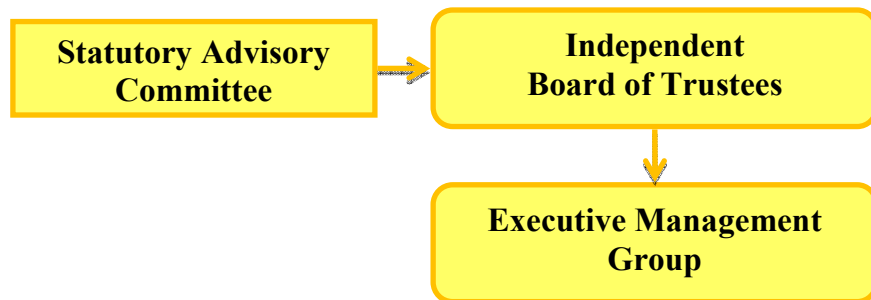 Statutory Advisory
Committee
Independent
Board of Trustees
Executive Management
Group